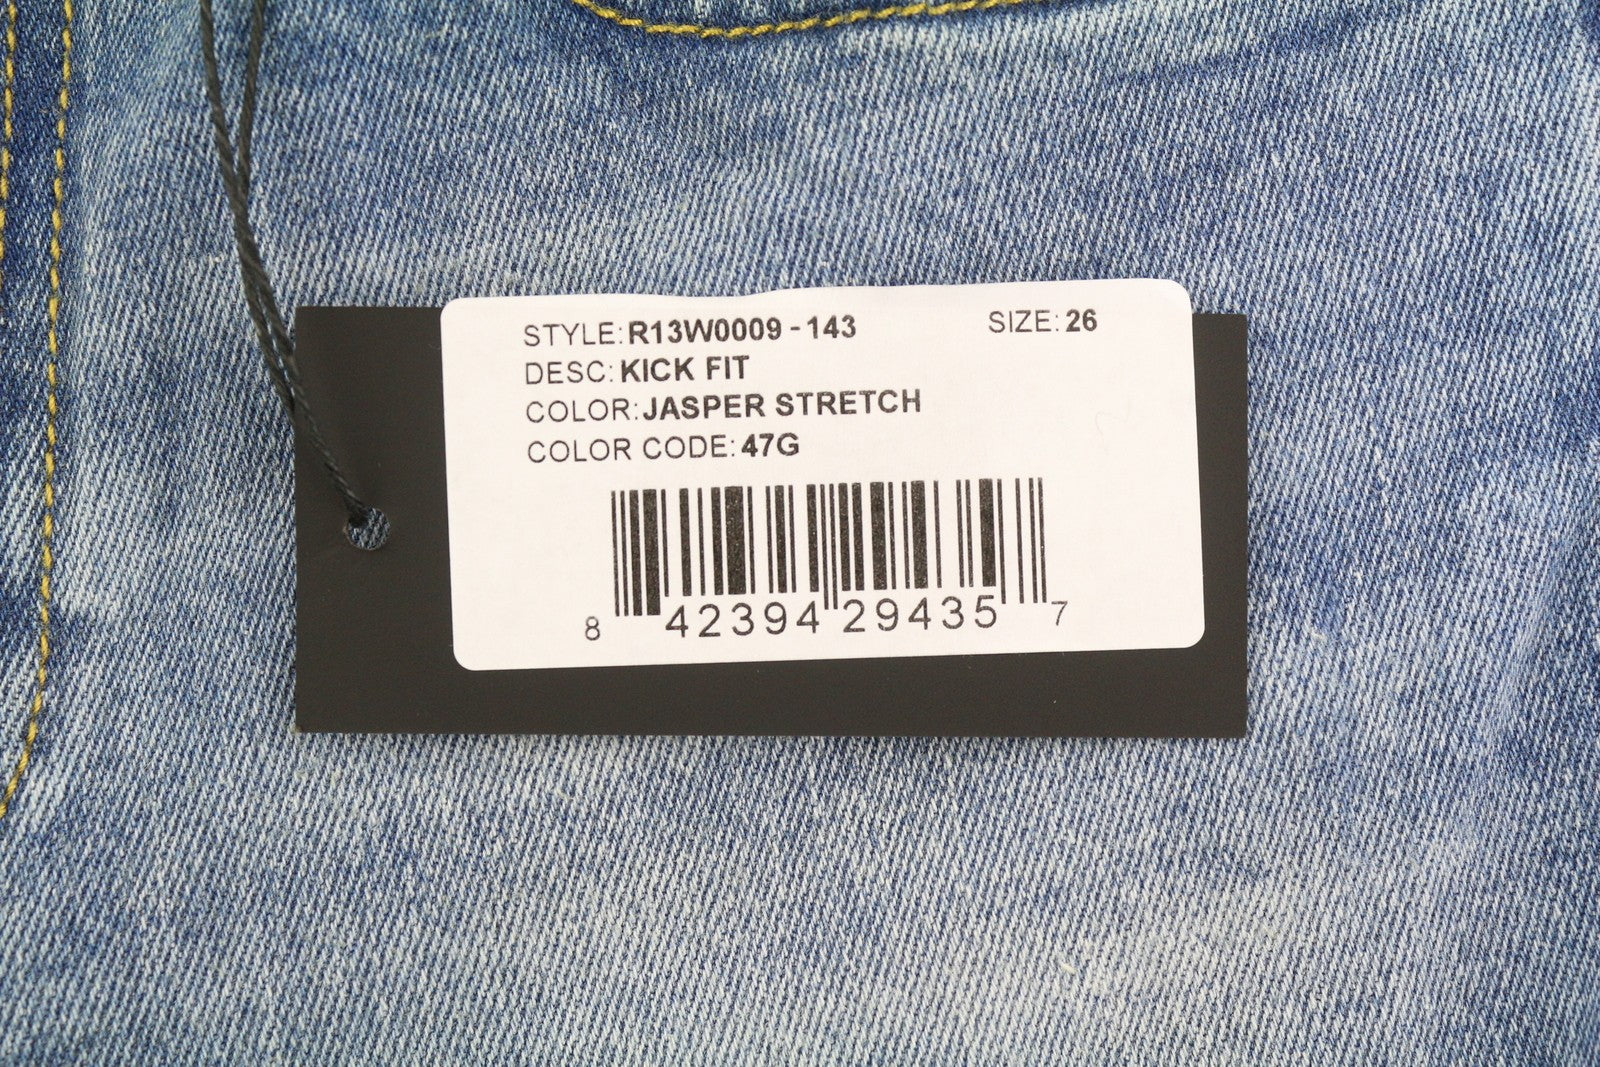 STYLE: R13W0009 - 143 SIZE: 26
DESC: KICK FIT
COLOR: JASPER STRETCH
COLOR CODE: 47G
8 42394 29435 7